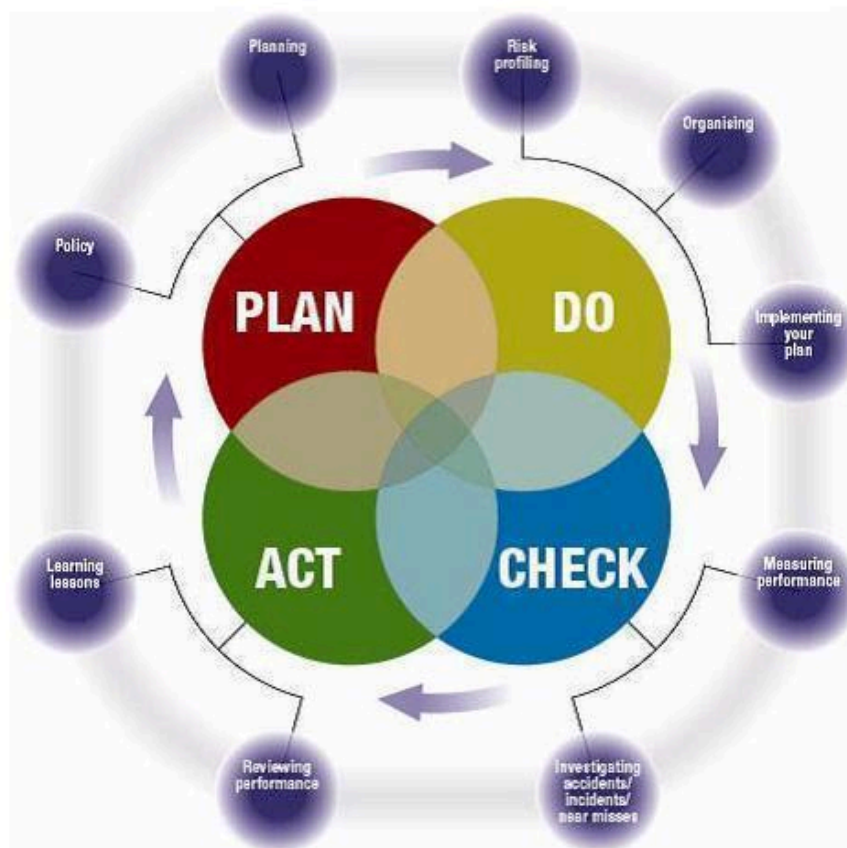 Planning
Risk
profiling
Organising
Policy
PLAN
DO
Implementing
your
plan
ACT
CHECK
Learning
lessons
Measuring
performance
Reviewing
performance
Investigating
accidents/
incidents/
near misses